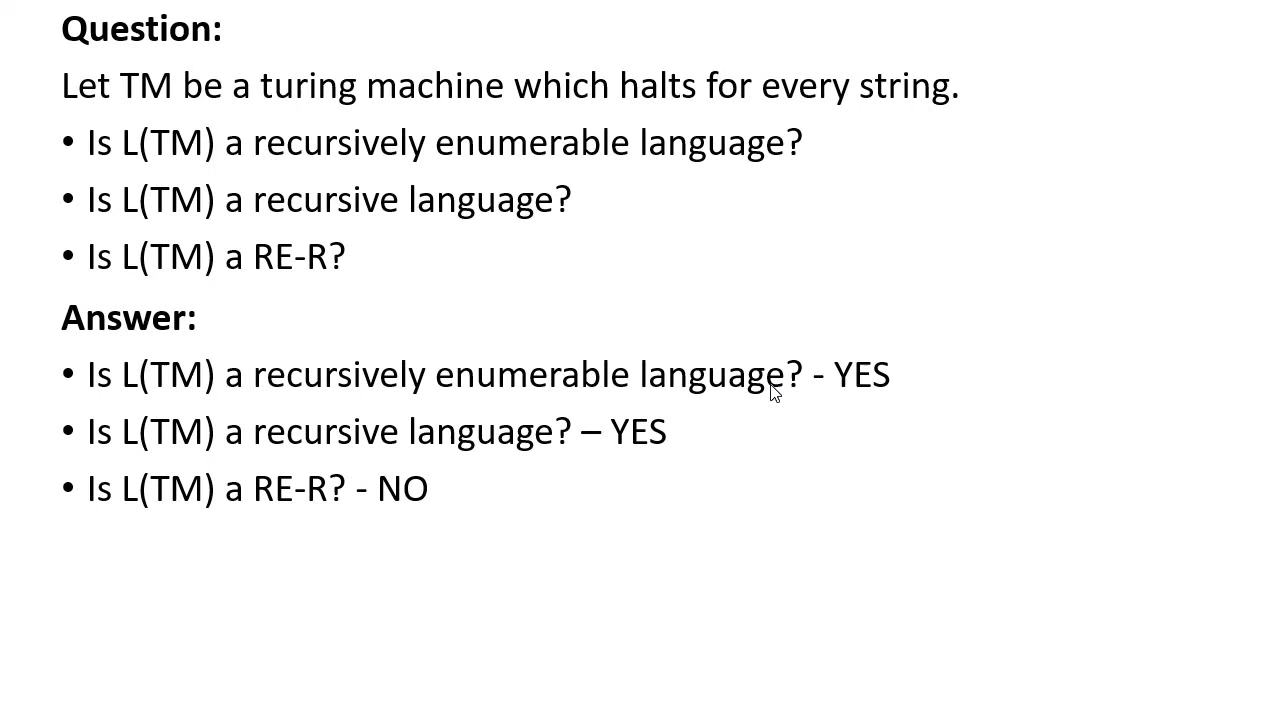 Question:
Let TM be a turing machine which halts for every string.
• Is L(TM) a recursively enumerable language?
• Is L(TM) a recursive language?
• Is L(TM) a RE-R?
Answer:
• Is L(TM) a recursively enumerable language? - YES
• Is L(TM) a recursive language? – YES
• Is L(TM) a RE-R? - NO